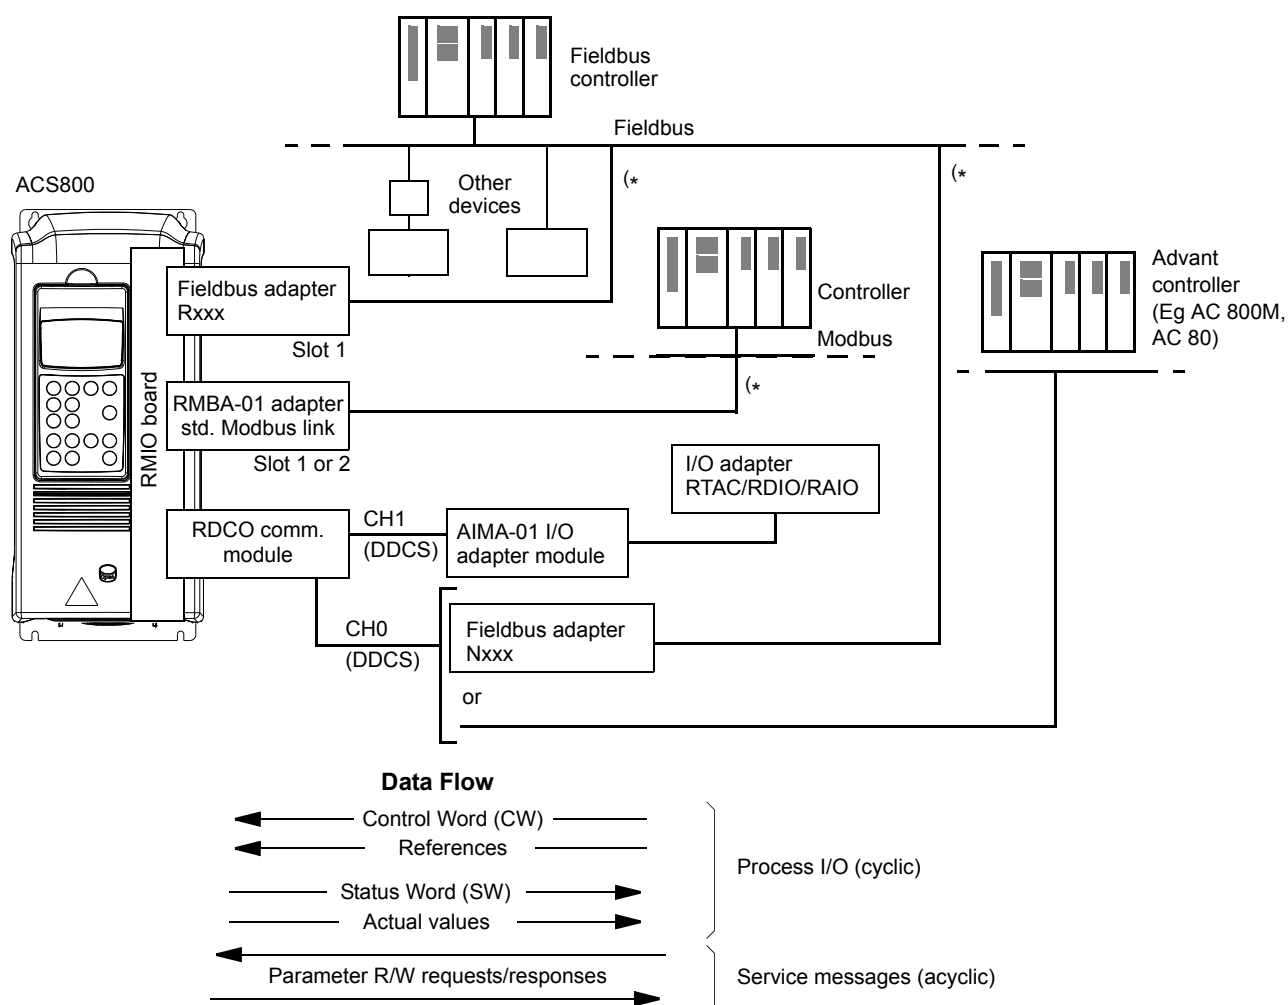 Fieldbus
controller
Fieldbus
(*
(*
ACS800
Other
devices
Fieldbus adapter
Rxxx
Slot 1
Controller
Modbus
(*
Advant
controller
(Eg AC 800M,
AC 80)
RMIO board
RMBA-01 adapter
std. Modbus link
Slot 1 or 2
I/O adapter
RTAC/RDIO/RAIO
RDCO comm.
module
CH1
(DDCS)
AIMA-01 I/O
adapter module
CH0
(DDCS)
Fieldbus adapter
Nxxx
or
Data Flow
Control Word (CW)
References
Status Word (SW)
Actual values
Process I/O (cyclic)
Parameter R/W requests/responses
Service messages (acyclic)